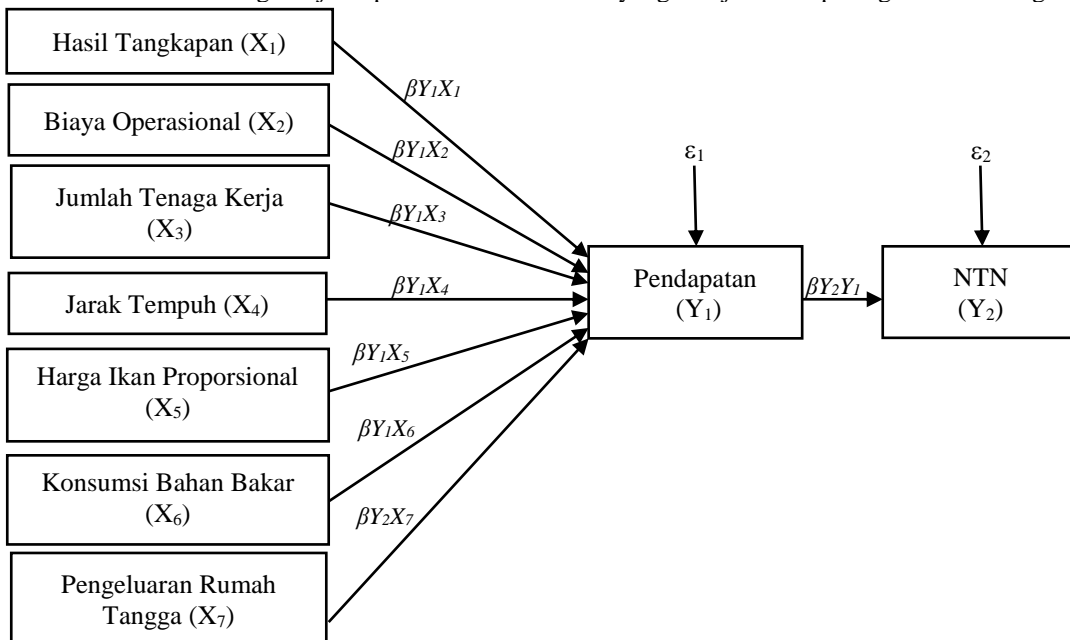 Hasil Tangkapan (X₁)
βY₁X₁
Biaya Operasional (X₂)
βY₁X₂
Jumlah Tenaga Kerja
(X₃)
βY₁X₃
Jarak Tempuh (X₄)
βY₁X₄
Harga Ikan Proporsional
(X₅)
βY₁X₅
Konsumsi Bahan Bakar
(X₆)
βY₁X₆
Pengeluaran Rumah
Tangga (X₇)
βY₂X₇
ε₁
Pendapatan
(Y₁)
βY₂Y₁
ε₂
NTN
(Y₂)